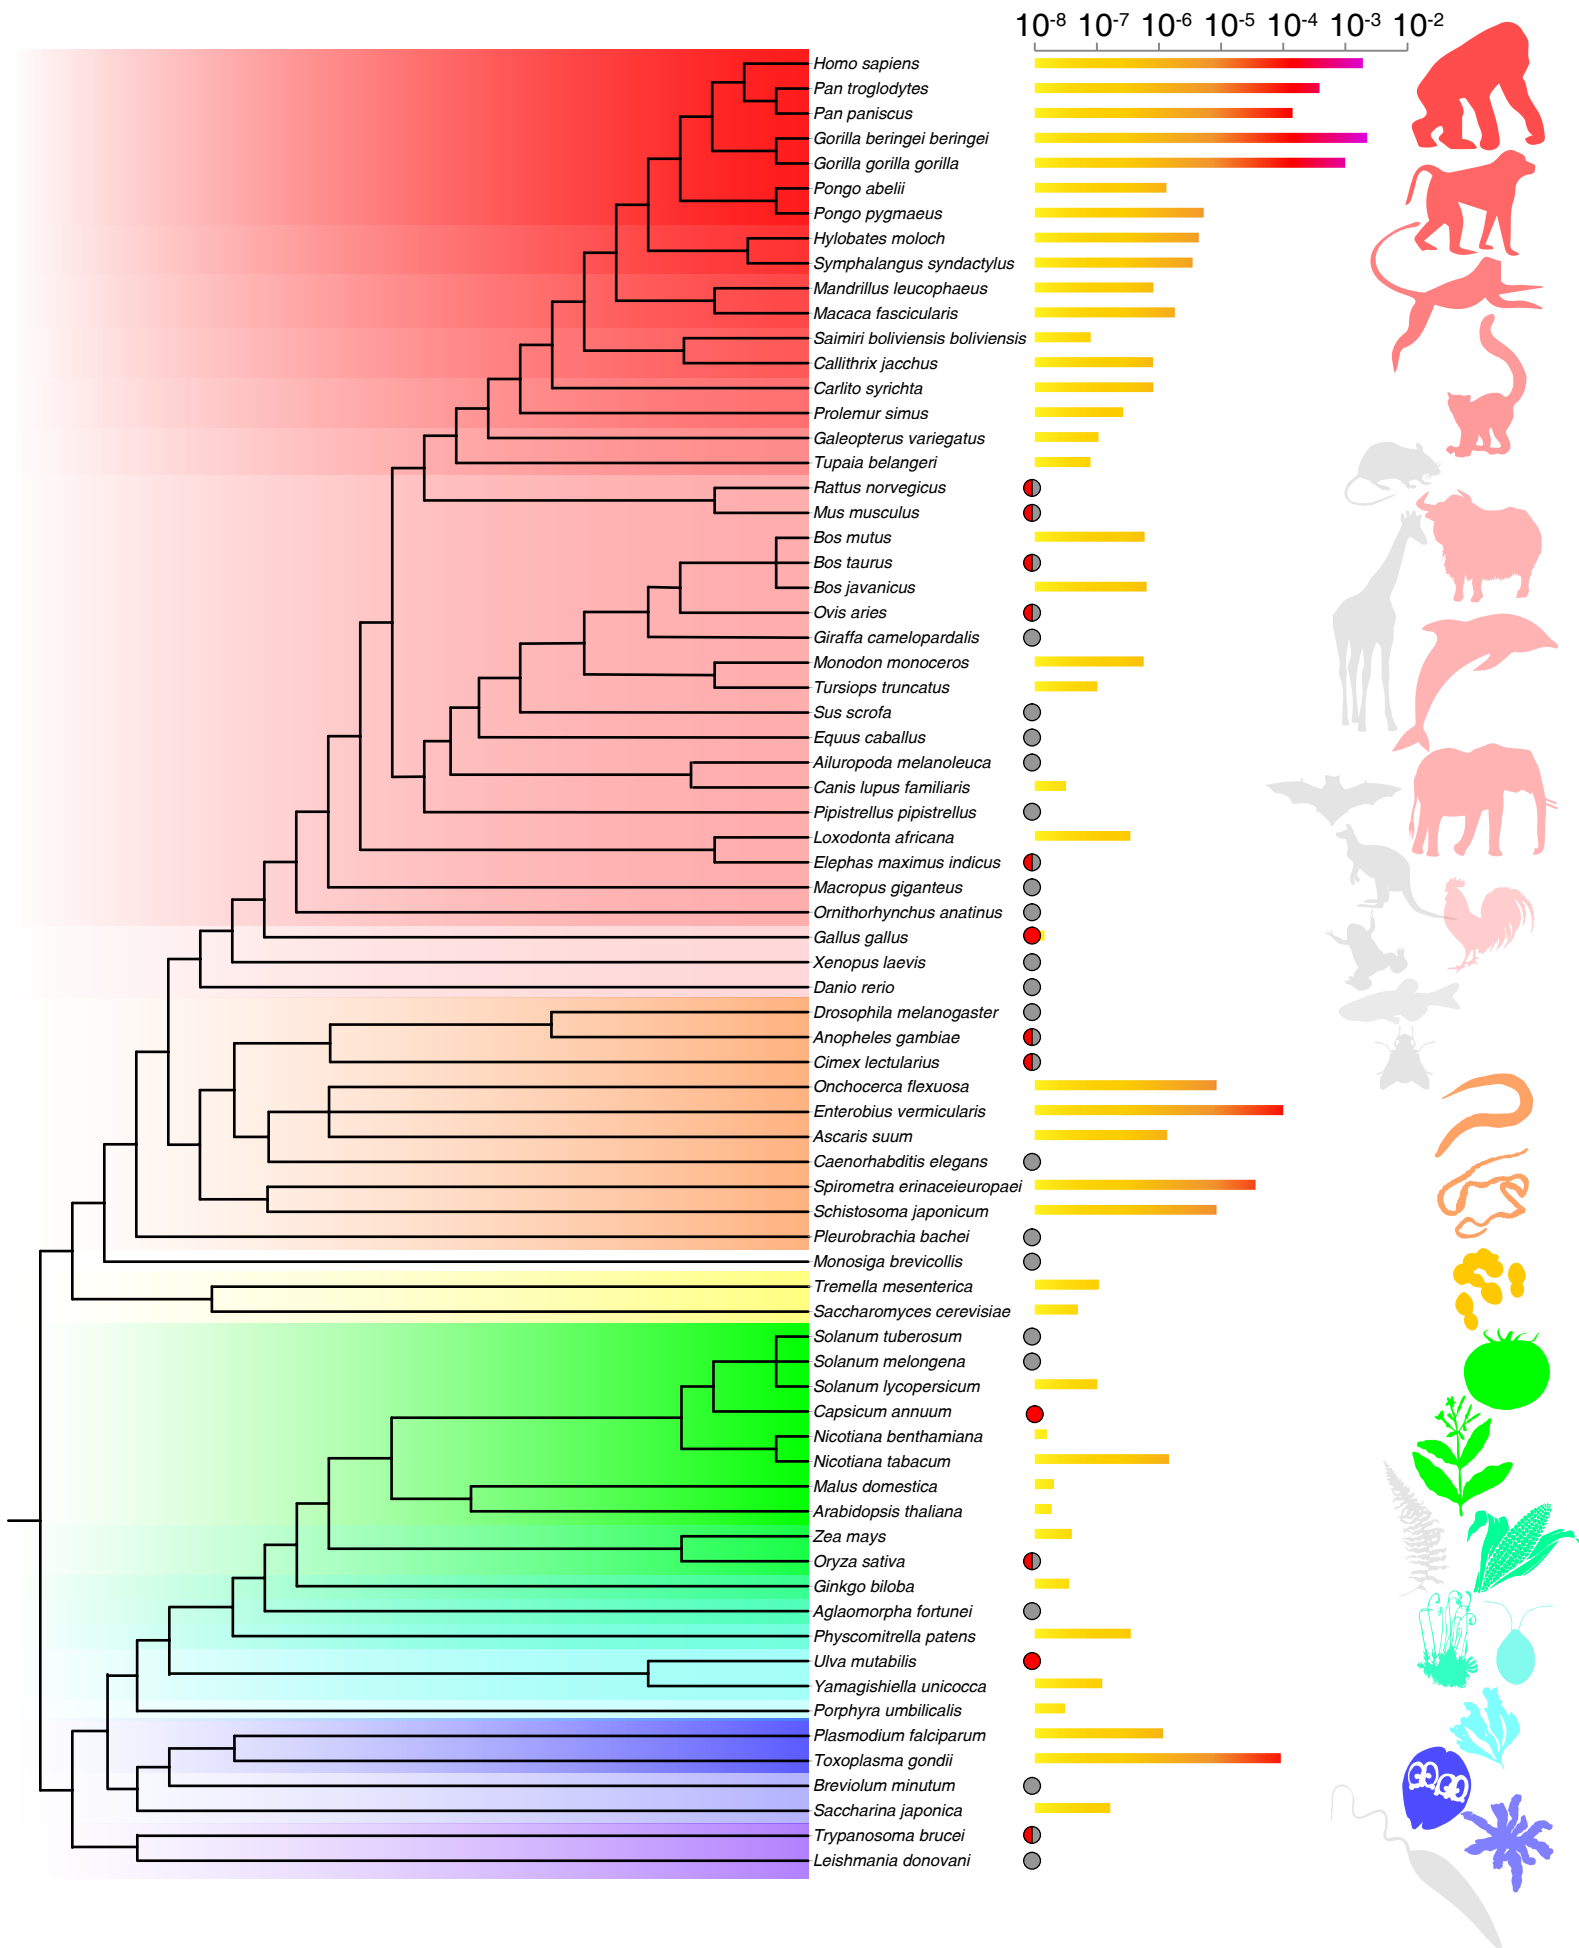 10-8 10-7 10-6 10-5 10-4 10-3 10-2
Homo sapiens
Pan troglodytes
Pan paniscus
Gorilla beringei beringei
Gorilla gorilla gorilla
Pongo abelii
Pongo pygmaeus
Hylobates moloch
Symphalangus syndactylus
Mandrillus leucophaeus
Macaca fascicularis
Saimiri boliviensis boliviensis
Callithrix jacchus
Carlito syrichta
Prolemur simus
Galeopterus variegatus
Tupaia belangeri
Rattus norvegicus
Mus musculus
Bos mutus
Bos taurus
Bos javanicus
Ovis aries
Giraffa camelopardalis
Monodon monoceros
Tursiops truncatus
Sus scrofa
Equus caballus
Ailuropoda melanoleuca
Canis lupus familiaris
Pipistrellus pipistrellus
Loxodonta africana
Elephas maximus indicus
Macropus giganteus
Ornithorhynchus anatinus
Gallus gallus
Xenopus laevis
Danio rerio
Drosophila melanogaster
Anopheles gambiae
Cimex lectularius
Onchocerca flexuosa
Enterobius vermicularis
Ascaris suum
Caenorhabditis elegans
Spirometra erinaceieuropaei
Schistosoma japonicum
Pleurobrachia bachei
Monosiga brevicollis
Tremella mesenterica
Saccharomyces cerevisiae
Solanum tuberosum
Solanum melongena
Solanum lycopersicum
Capsicum annuum
Nicotiana benthamiana
Nicotiana tabacum
Malus domestica
Arabidopsis thaliana
Zea mays
Oryza sativa
Ginkgo biloba
Aglaomorpha fortunei
Physcomitrella patens
Ulva mutabilis
Yamagishiella unicocca
Porphyra umbilicalis
Plasmodium falciparum
Toxoplasma gondii
Breviolum minutum
Saccharina japonica
Trypanosoma brucei
Leishmania donovani